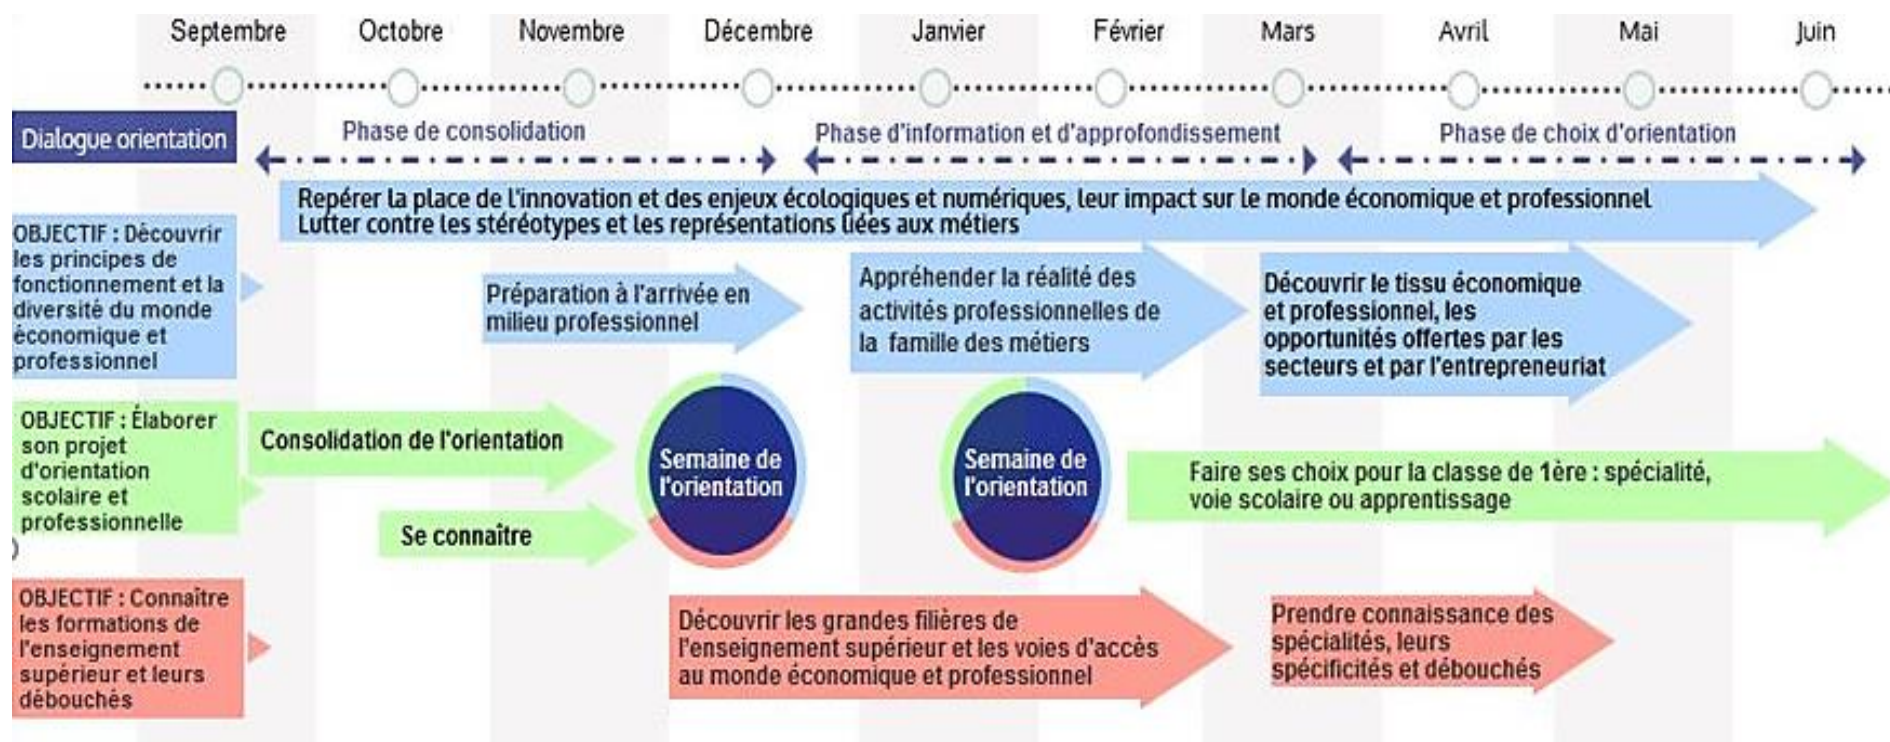 Septembre Octobre Novembre Décembre Janvier Février Mars Avril Mai Juin
Dialogue orientation
Phase de consolidation
Phase d'information et d'approfondissement
Phase de choix d'orientation
Repérer la place de l'innovation et des enjeux écologiques et numériques, leur impact sur le monde économique et professionnel
Lutter contre les stéréotypes et les représentations liées aux métiers
OBJECTIF : Découvrir
les principes de
fonctionnement et la
diversité du monde
économique et
professionnel
Préparation à l'arrivée en
milieu professionnel
Appréhender la réalité des
activités professionnelles de
la famille des métiers
Découvrir le tissu économique
et professionnel, les
opportunités offertes par les
secteurs et par l'entrepreneuriat
OBJECTIF : Élaborer
son projet
d'orientation
scolaire et
professionnelle
Consolidation de l'orientation
Se connaître
Semaine de
l'orientation
Semaine de
l'orientation
Faire ses choix pour la classe de 1ère : spécialité,
voie scolaire ou apprentissage
OBJECTIF : Connaître
les formations de
l'enseignement
supérieur et leurs
débouchés
Découvrir les grandes filières de
l'enseignement supérieur et les voies d'accès
au monde économique et professionnel
Prendre connaissance des
spécialités, leurs
spécificités et débouchés